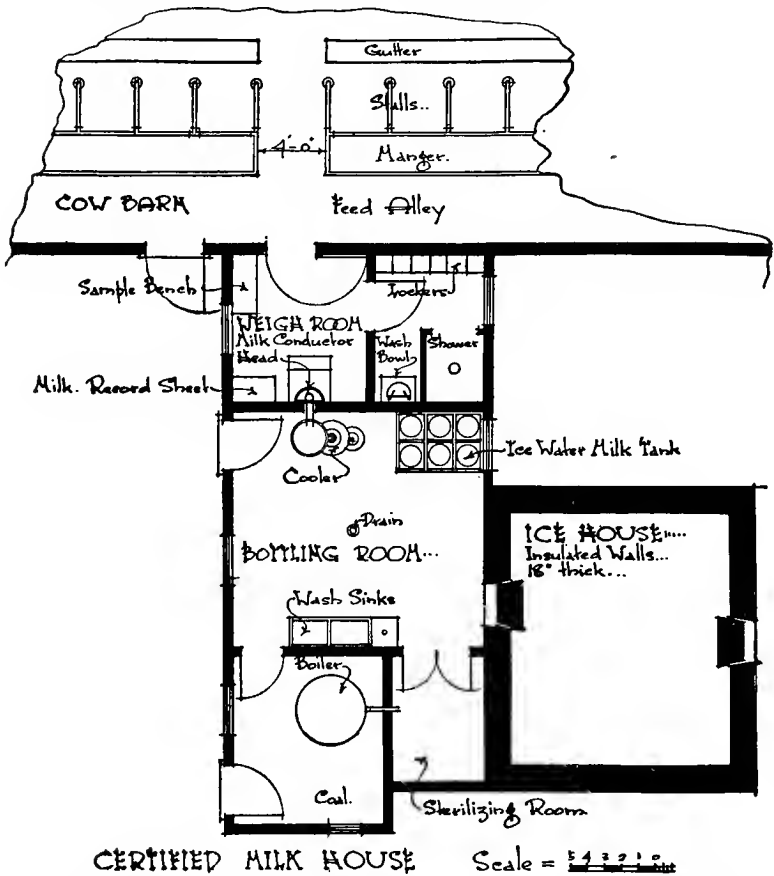 Gutter
Stalls..
4'-0"
Manger.
COW BARN
Feed Alley
Sample Bench
Lockers
WEIGH ROOM
Milk Conductor
Head
Wash
Bowl
Shower
Milk Record Sheet
Cooler
Ice Water Milk Tank
Drain
BOTTLING ROOM...
ICE HOUSE.....
Insulated Walls...
18" thick...
Wash Sinks
Boiler
Coal.
Sterilizing Room
CERTIFIED MILK HOUSE
Scale = 5 4 3 2 1 0